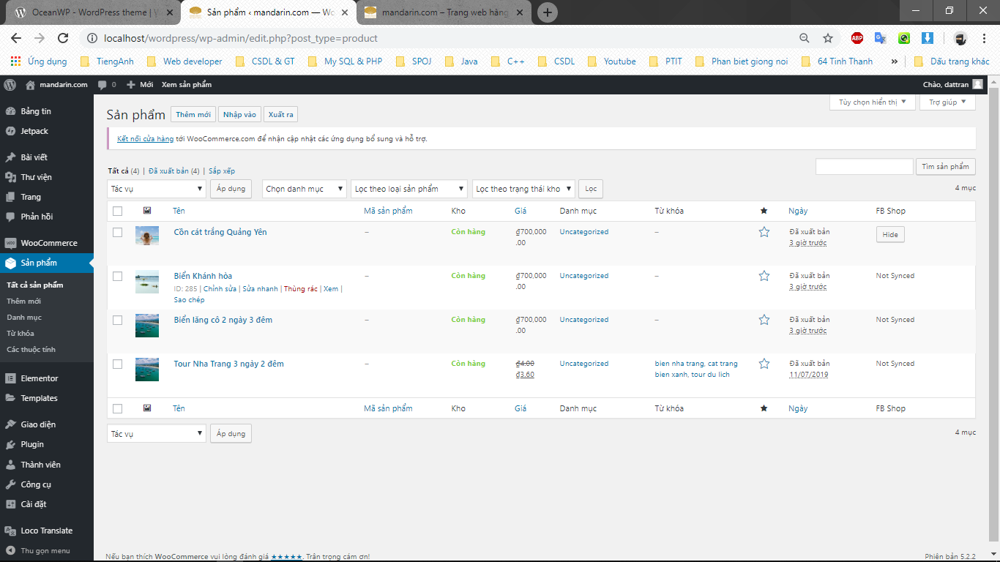 OceanWP - WordPress theme | W
Sản phẩm ‹ mandarin.com — Wo
mandarin.com – Trang web hàng
localhost/wordpress/wp-admin/edit.php?post_type=product
ABP
Ứng dụng
TiengAnh
Web developer
CSDL & GT
My SQL & PHP
SPOJ
Java
C++
CSDL
Youtube
PTIT
Phan biet giong noi
64 Tinh Thanh
»
Dấu trang khác
mandarin.com
0
Mới
Xem sản phẩm
Chào, dattran
Bảng tin
Jetpack
Bài viết
Thư viện
Trang
Phản hồi
WooCommerce
Sản phẩm
Tất cả sản phẩm
Thêm mới
Danh mục
Từ khóa
Các thuộc tính
Elementor
Templates
Giao diện
Plugin
Thành viên
Công cụ
Cài đặt
Loco Translate
Thu gọn menu
Tùy chọn hiển thị
Trợ giúp
Sản phẩm
Thêm mới
Nhập vào
Xuất ra
Kết nối cửa hàng tới WooCommerce.com để nhận cập nhật các ứng dụng bổ sung và hỗ trợ.
Tất cả (4) | Đã xuất bản (4) | Sắp xếp
Tìm sản phẩm
Tác vụ
Áp dụng
Chọn danh mục
Lọc theo loại sản phẩm
Lọc theo trạng thái kho
Lọc
4 mục
Tên
Mã sản phẩm
Kho
Giá
Danh mục
Từ khóa
Ngày
FB Shop
Cồn cát trắng Quảng Yên
–
Còn hàng
₫700,000
.00
Uncategorized
–
Đã xuất bản
3 giờ trước
Hide
Biển Khánh hòa
ID: 285 | Chỉnh sửa | Sửa nhanh | Thùng rác | Xem |
Sao chép
–
Còn hàng
₫700,000
.00
Uncategorized
–
Đã xuất bản
3 giờ trước
Not Synced
Biển lăng cô 2 ngày 3 đêm
–
Còn hàng
₫700,000
.00
Uncategorized
–
Đã xuất bản
3 giờ trước
Not Synced
Tour Nha Trang 3 ngày 2 đêm
–
Còn hàng
₫4.00
₫3.60
Uncategorized
bien nha trang, cat trang
bien xanh, tour du lich
Đã xuất bản
11/07/2019
Not Synced
Tên
Mã sản phẩm
Kho
Giá
Danh mục
Từ khóa
Ngày
FB Shop
Tác vụ
Áp dụng
4 mục
Nếu bạn thích WooCommerce vui lòng đánh giá ★★★★★. Trân trọng cảm ơn!
Phiên bản 5.2.2